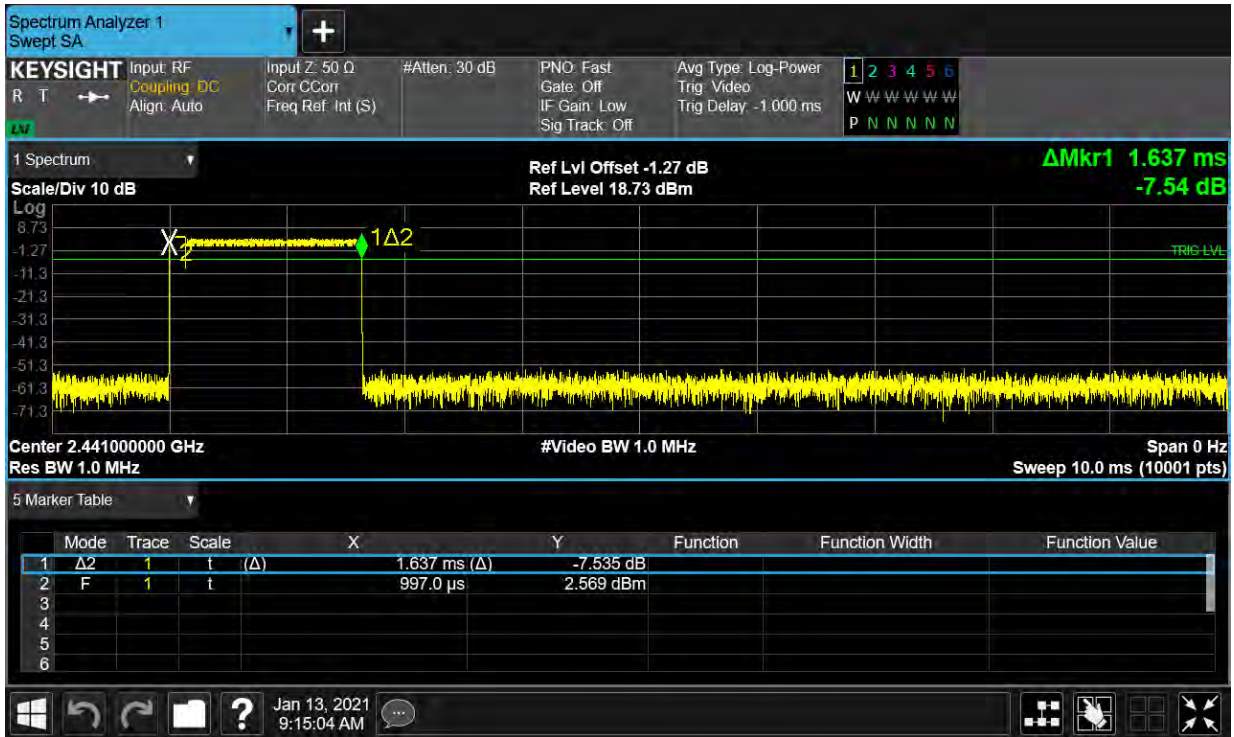 Spectrum Analyzer 1
Swept SA
+
KEYSIGHT Input: RF Input Z: 50 Ω #Atten: 30 dB PNO: Fast Avg Type: Log-Power 1 2 3 4 5 6
R T Coupling: DC Corr CCorr Gate: Off Trig: Video W W W W W W
Align: Auto Freq Ref: Int (S) IF Gain: Low Trig Delay: -1.000 ms
Sig Track: Off P N N N N N
1 Spectrum
Ref Lvl Offset -1.27 dB ΔMkr1 1.637 ms
Scale/Div 10 dB Ref Level 18.73 dBm -7.54 dB
Log
8.73
X 2 1Δ2
-1.27 TRIG LVL
-11.3
-21.3
-31.3
-41.3
-51.3
-61.3
-71.3
Center 2.441000000 GHz #Video BW 1.0 MHz Span 0 Hz
Res BW 1.0 MHz Sweep 10.0 ms (10001 pts)
5 Marker Table
Mode Trace Scale X Y Function Function Width Function Value
1 Δ2 1 t (Δ) 1.637 ms (Δ) -7.535 dB
2 F 1 t 997.0 µs 2.569 dBm
3
4
5
6
? Jan 13, 2021
9:15:04 AM